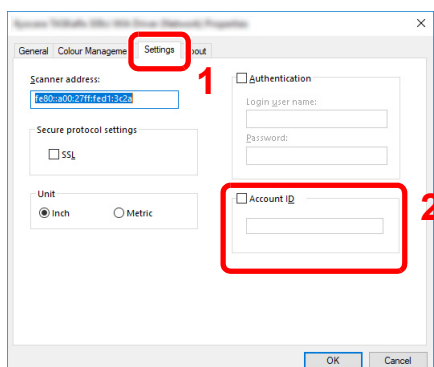 General Colour Manageme Settings
1
Scanner address:
fe80::a00:27ff:fed1:3c2a
Secure protocol settings
SSL
Unit
Inch Metric
Authentication
Login user name:
Password:
Account ID
2
OK Cancel